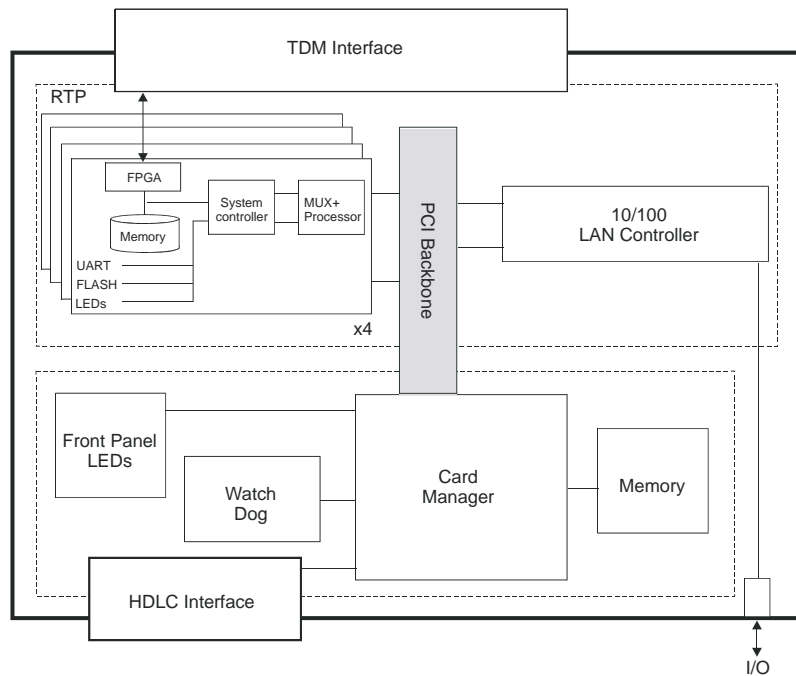 TDM Interface
RTP
FPGA
Memory
System
controller
MUX+
Processor
UART
FLASH
LEDs
x4
PCI Backbone
10/100
LAN Controller
Front Panel
LEDs
Watch
Dog
Card
Manager
Memory
HDLC Interface
I/O